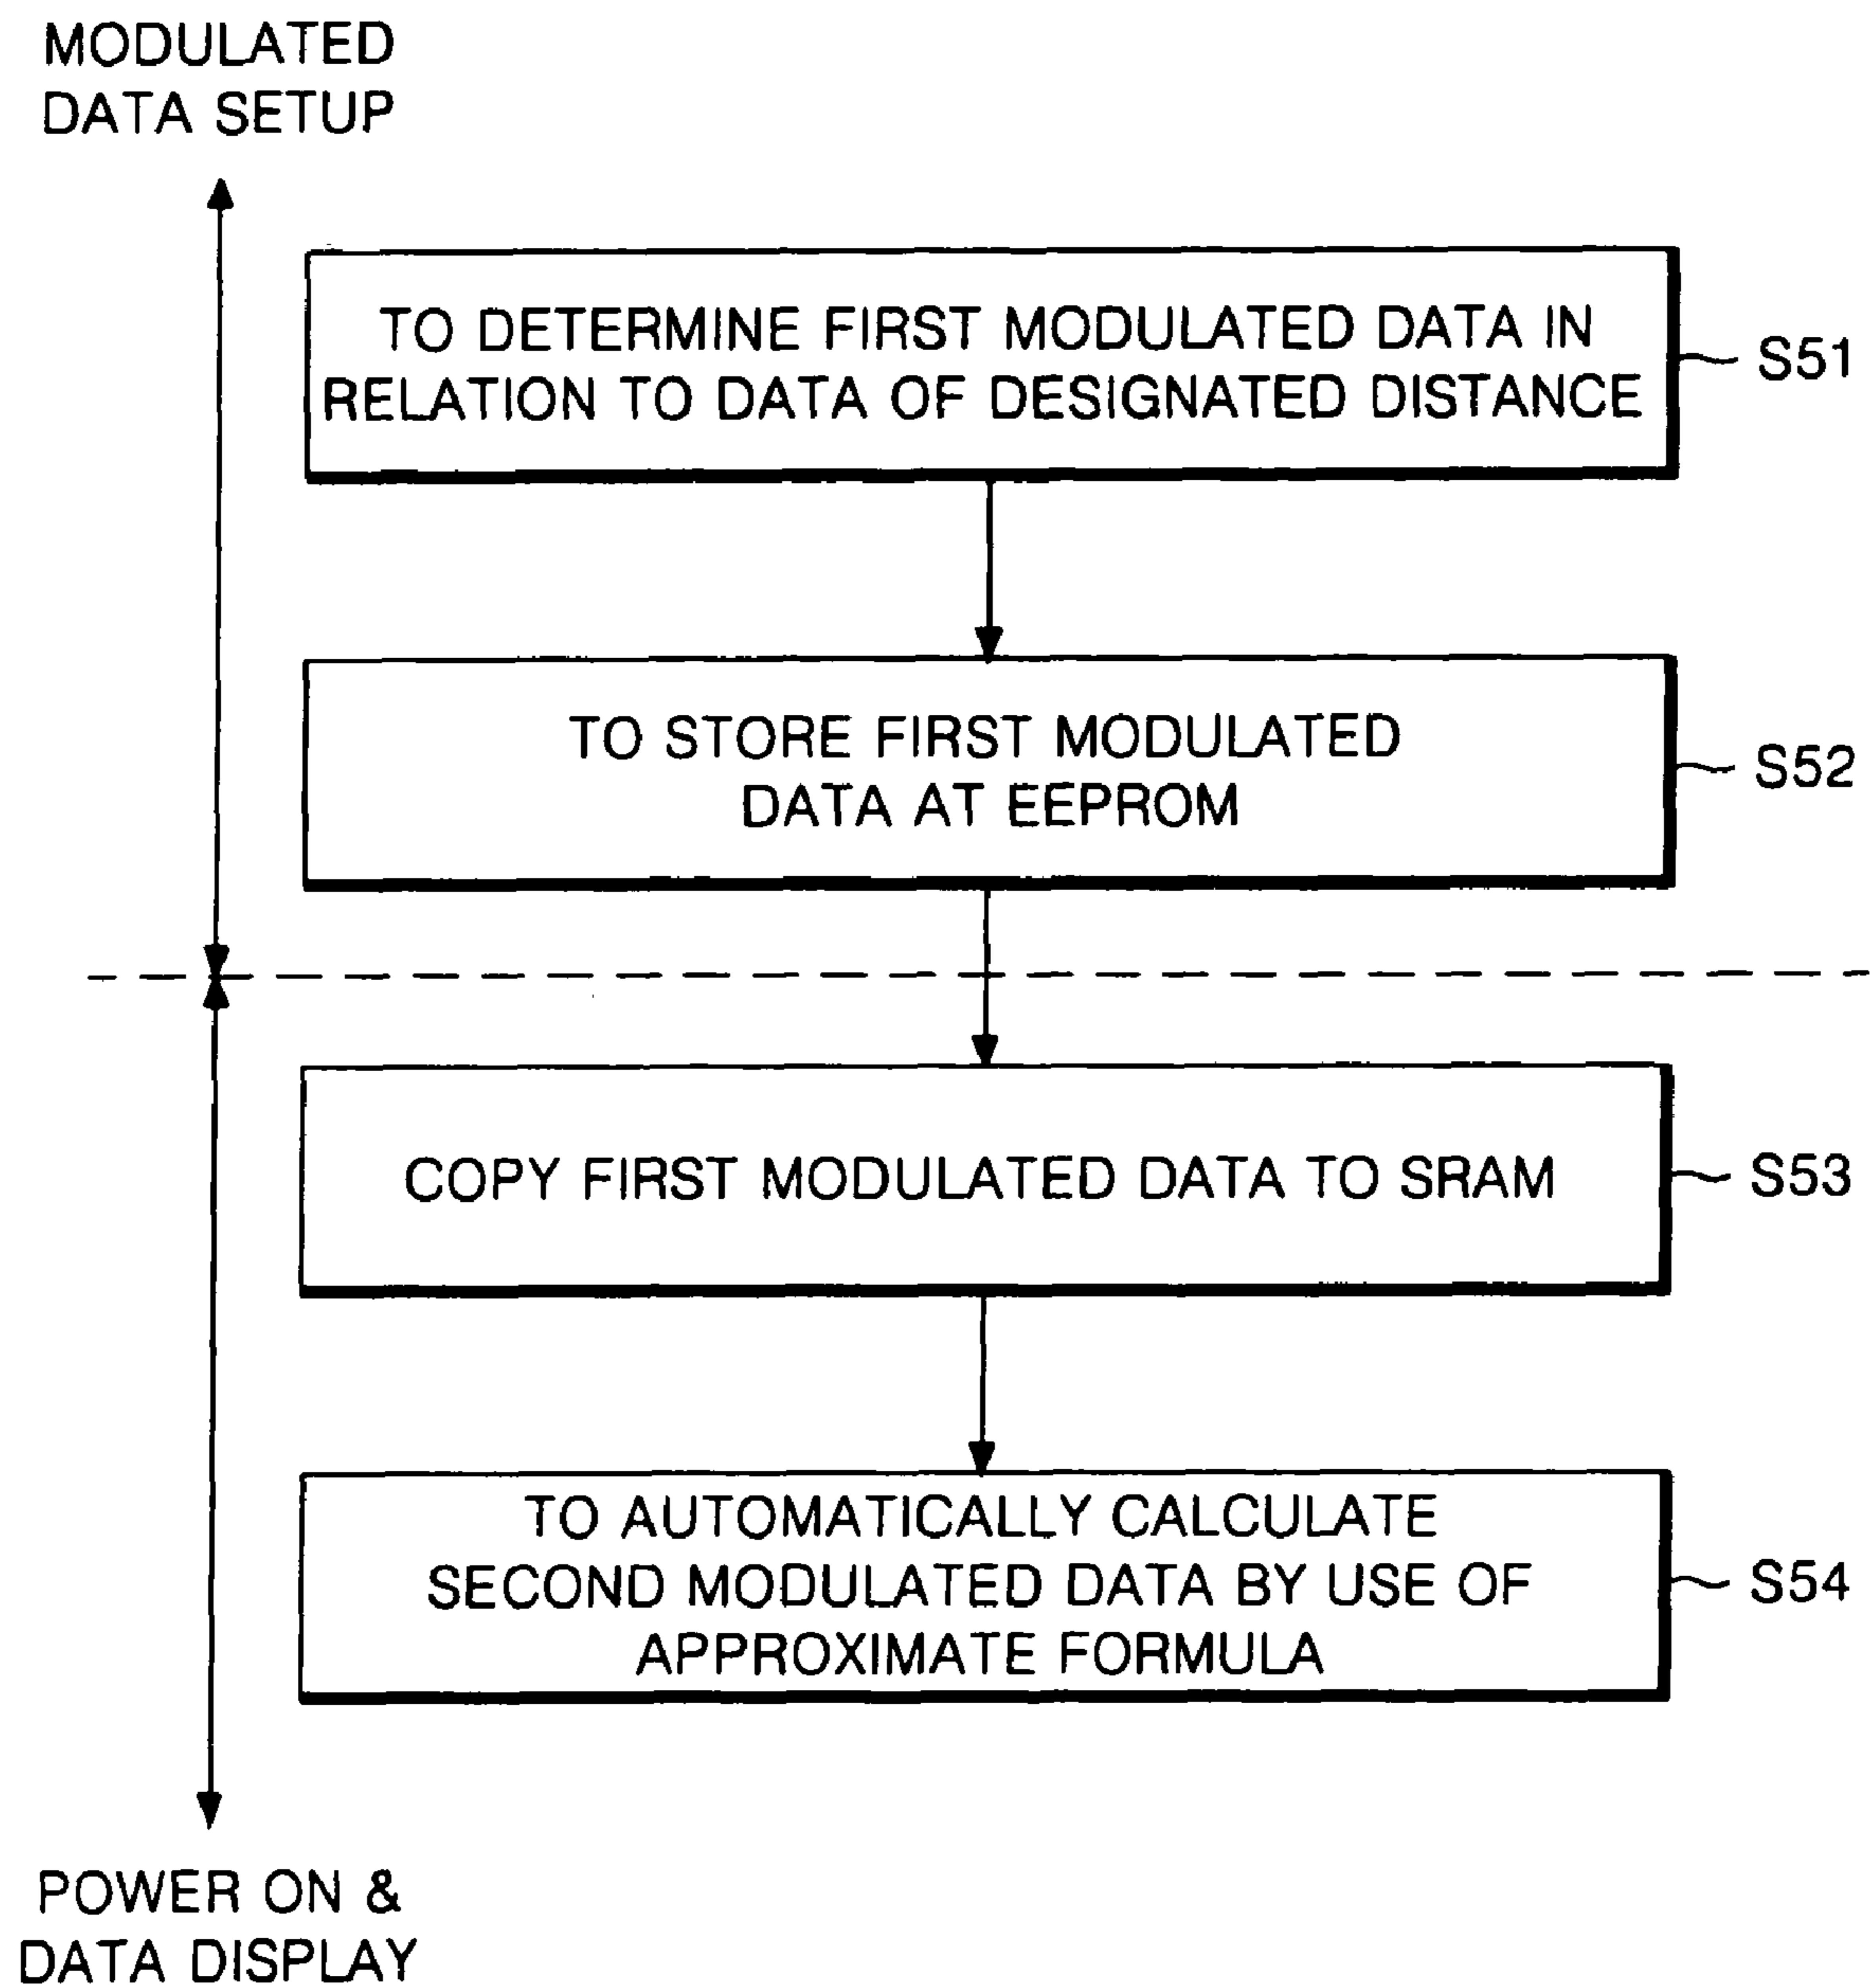 MODULATED
DATA SETUP
TO DETERMINE FIRST MODULATED DATA IN
RELATION TO DATA OF DESIGNATED DISTANCE
S51
TO STORE FIRST MODULATED
DATA AT EEPROM
S52
COPY FIRST MODULATED DATA TO SRAM
S53
TO AUTOMATICALLY CALCULATE
SECOND MODULATED DATA BY USE OF
APPROXIMATE FORMULA
S54
POWER ON &
DATA DISPLAY